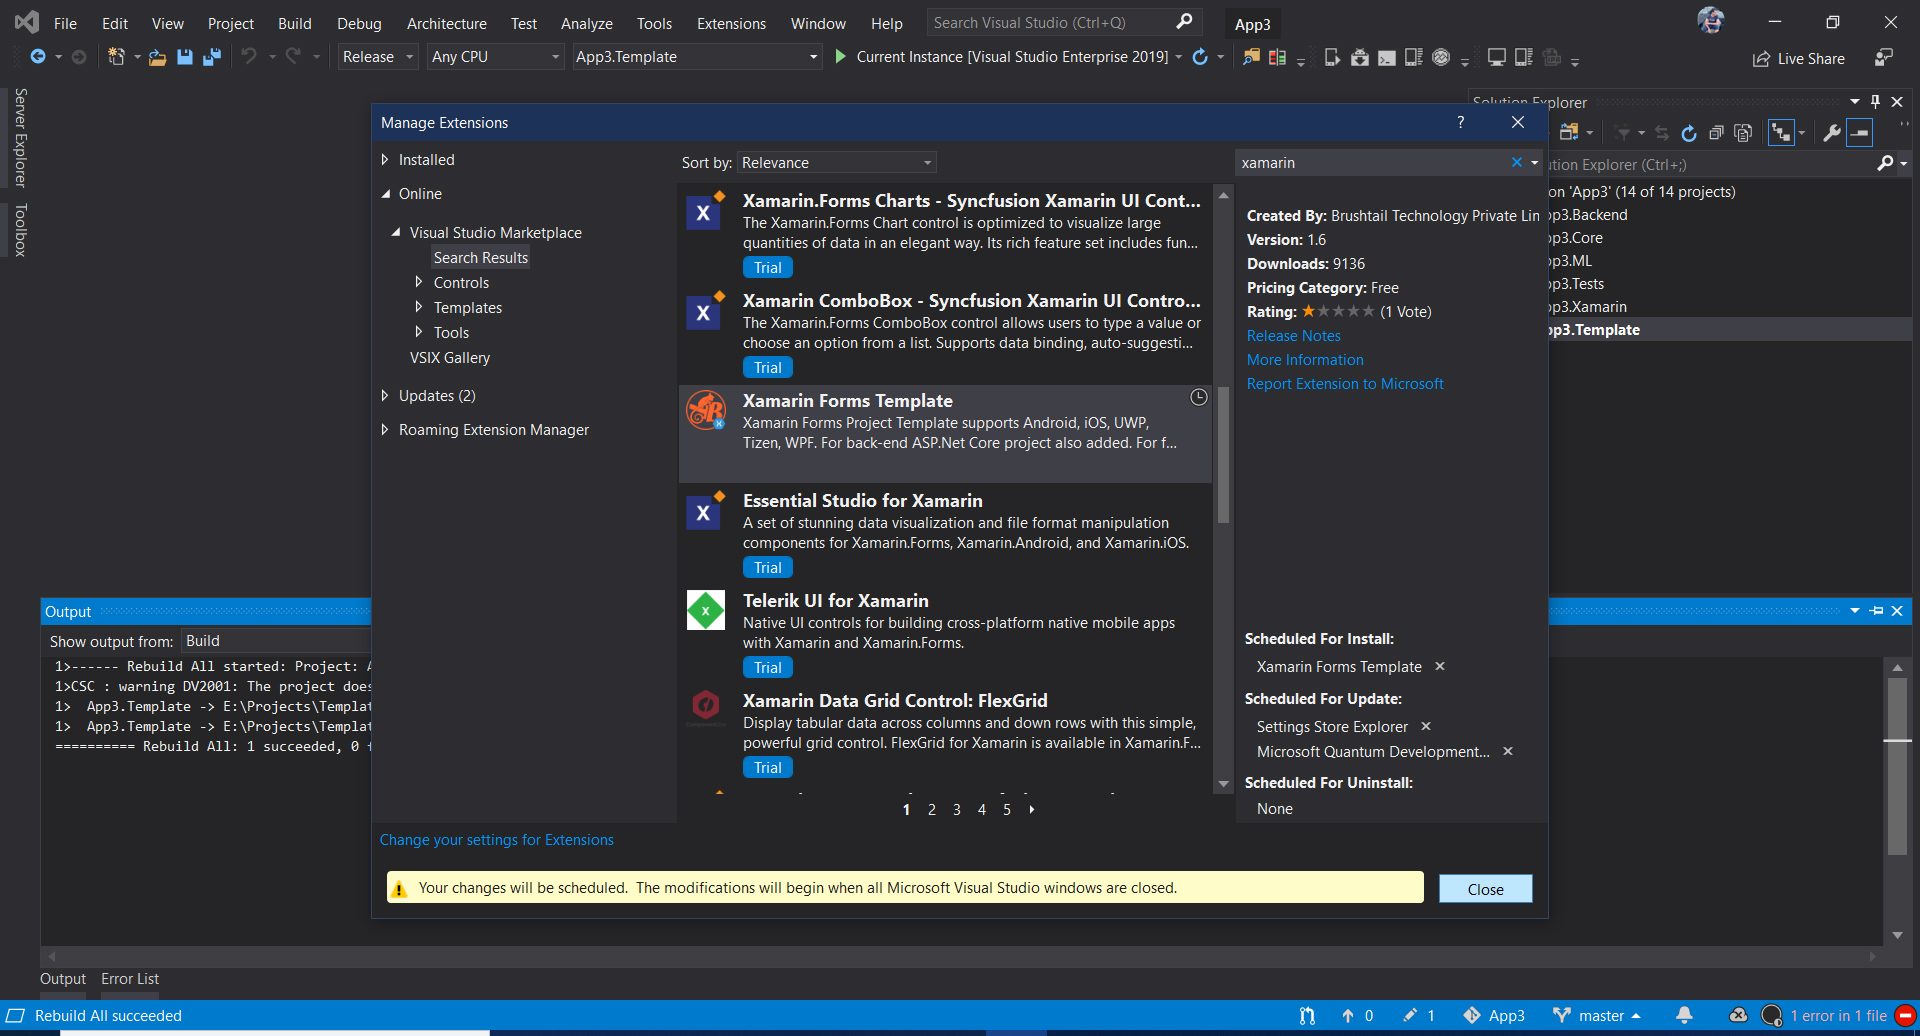 File Edit View Project Build Debug Architecture Test Analyze Tools Extensions Window Help Search Visual Studio (Ctrl+Q) App3
Release Any CPU App3.Template Current Instance [Visual Studio Enterprise 2019] Live Share
Server Explorer
Toolbox
Solution Explorer
ution Explorer (Ctrl+;)
on 'App3' (14 of 14 projects)
pp3.Backend
pp3.Core
pp3.ML
pp3.Tests
pp3.Xamarin
pp3.Template
Manage Extensions ?
Installed
Online
Visual Studio Marketplace
Search Results
Controls
Templates
Tools
VSIX Gallery
Updates (2)
Roaming Extension Manager
Change your settings for Extensions
Sort by: Relevance
Xamarin.Forms Charts - Syncfusion Xamarin UI Cont...
The Xamarin.Forms Chart control is optimized to visualize large
quantities of data in an elegant way. Its rich feature set includes fun...
Trial
Xamarin ComboBox - Syncfusion Xamarin UI Contro...
The Xamarin.Forms ComboBox control allows users to type a value or
choose an option from a list. Supports data binding, auto-suggesti...
Trial
Xamarin Forms Template
Xamarin Forms Project Template supports Android, iOS, UWP,
Tizen, WPF. For back-end ASP.Net Core project also added. For f...
Essential Studio for Xamarin
A set of stunning data visualization and file format manipulation
components for Xamarin.Forms, Xamarin.Android, and Xamarin.iOS.
Trial
Telerik UI for Xamarin
Native UI controls for building cross-platform native mobile apps
with Xamarin and Xamarin.Forms.
Trial
Xamarin Data Grid Control: FlexGrid
Display tabular data across columns and down rows with this simple,
powerful grid control. FlexGrid for Xamarin is available in Xamarin.F...
Trial
1 2 3 4 5
xamarin
Created By: Brushtail Technology Private Lin
Version: 1.6
Downloads: 9136
Pricing Category: Free
Rating: (1 Vote)
Release Notes
More Information
Report Extension to Microsoft
Scheduled For Install:
Xamarin Forms Template
Scheduled For Update:
Settings Store Explorer
Microsoft Quantum Development...
Scheduled For Uninstall:
None
Your changes will be scheduled. The modifications will begin when all Microsoft Visual Studio windows are closed.
Close
Output
Show output from: Build
1>------ Rebuild All started: Project: A
1>CSC : warning DV2001: The project does
1> App3.Template -> E:\Projects\Templat
1> App3.Template -> E:\Projects\Templat
========== Rebuild All: 1 succeeded, 0 f
Output Error List
Rebuild All succeeded 0 1 App3 master 1 error in 1 file